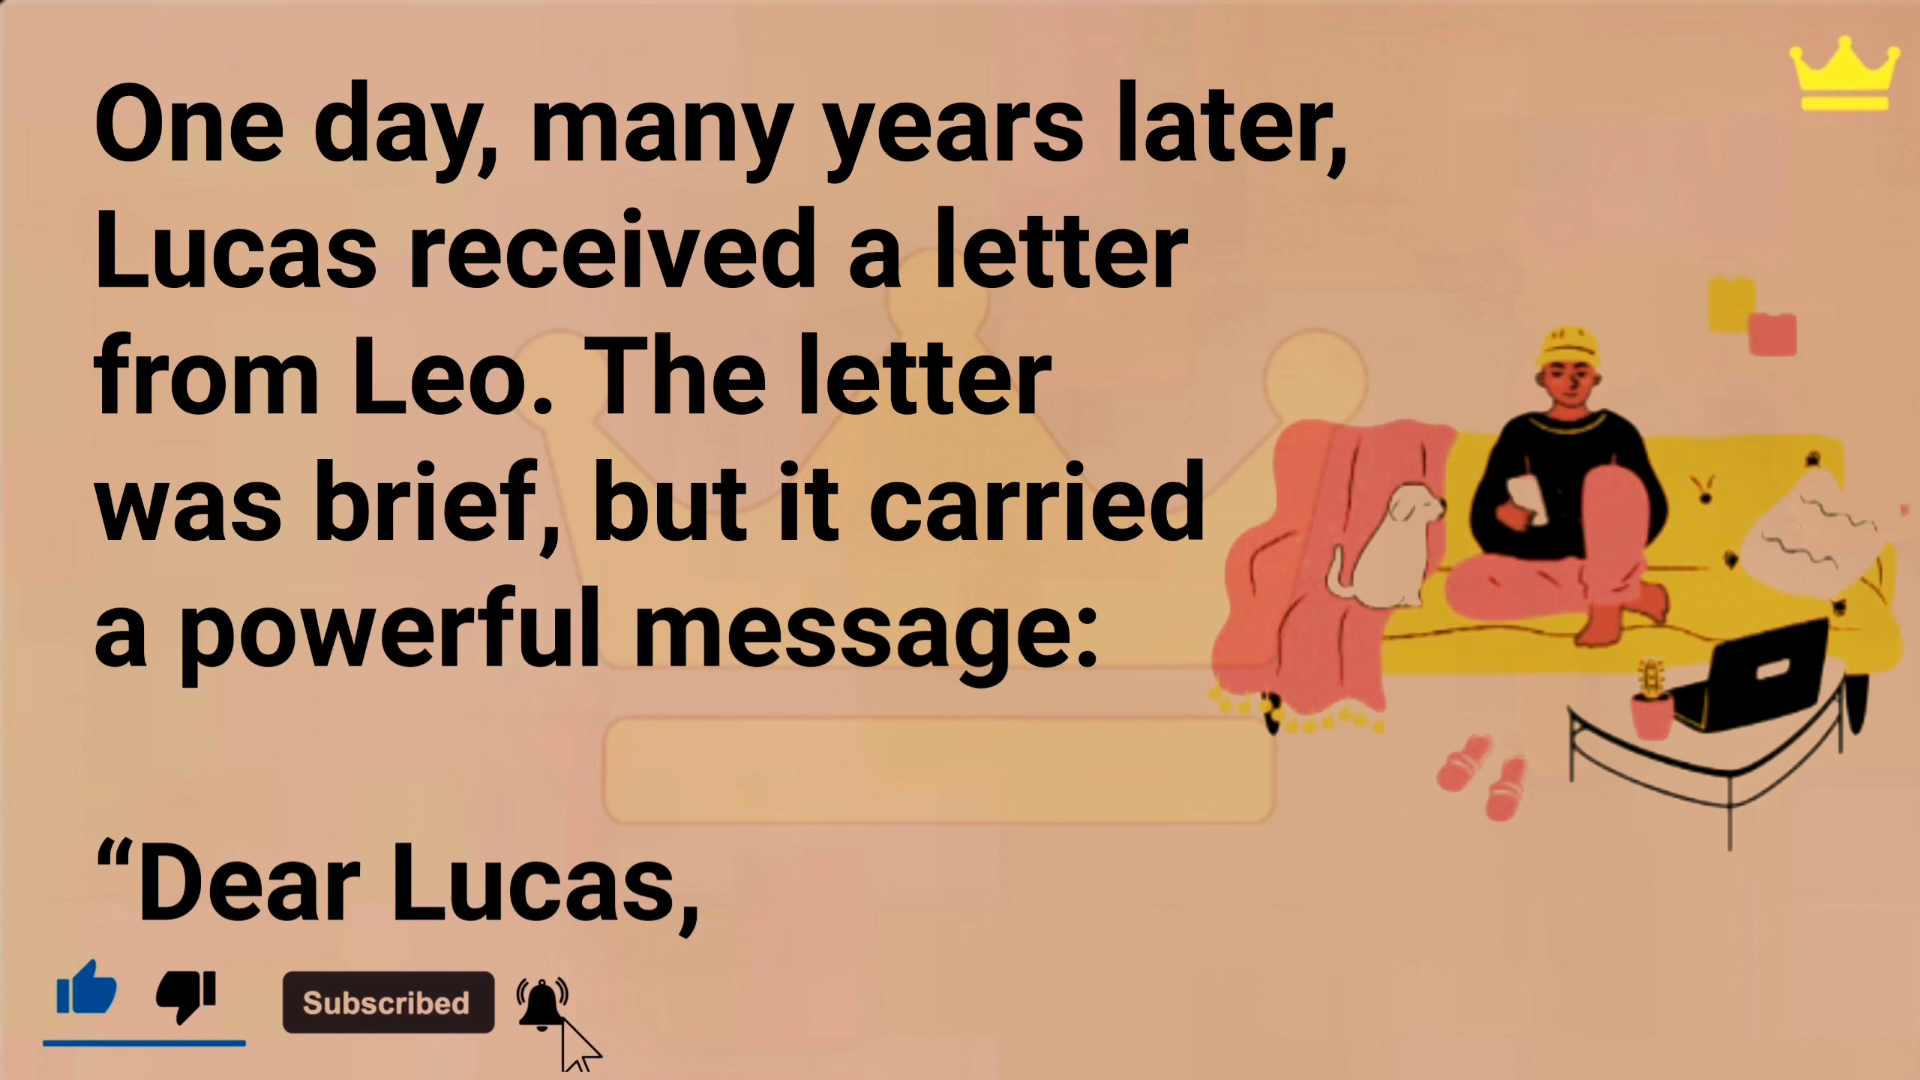 One day, many years later,
Lucas received a letter
from Leo. The letter
was brief, but it carried
a powerful message:
“Dear Lucas,
Subscribed